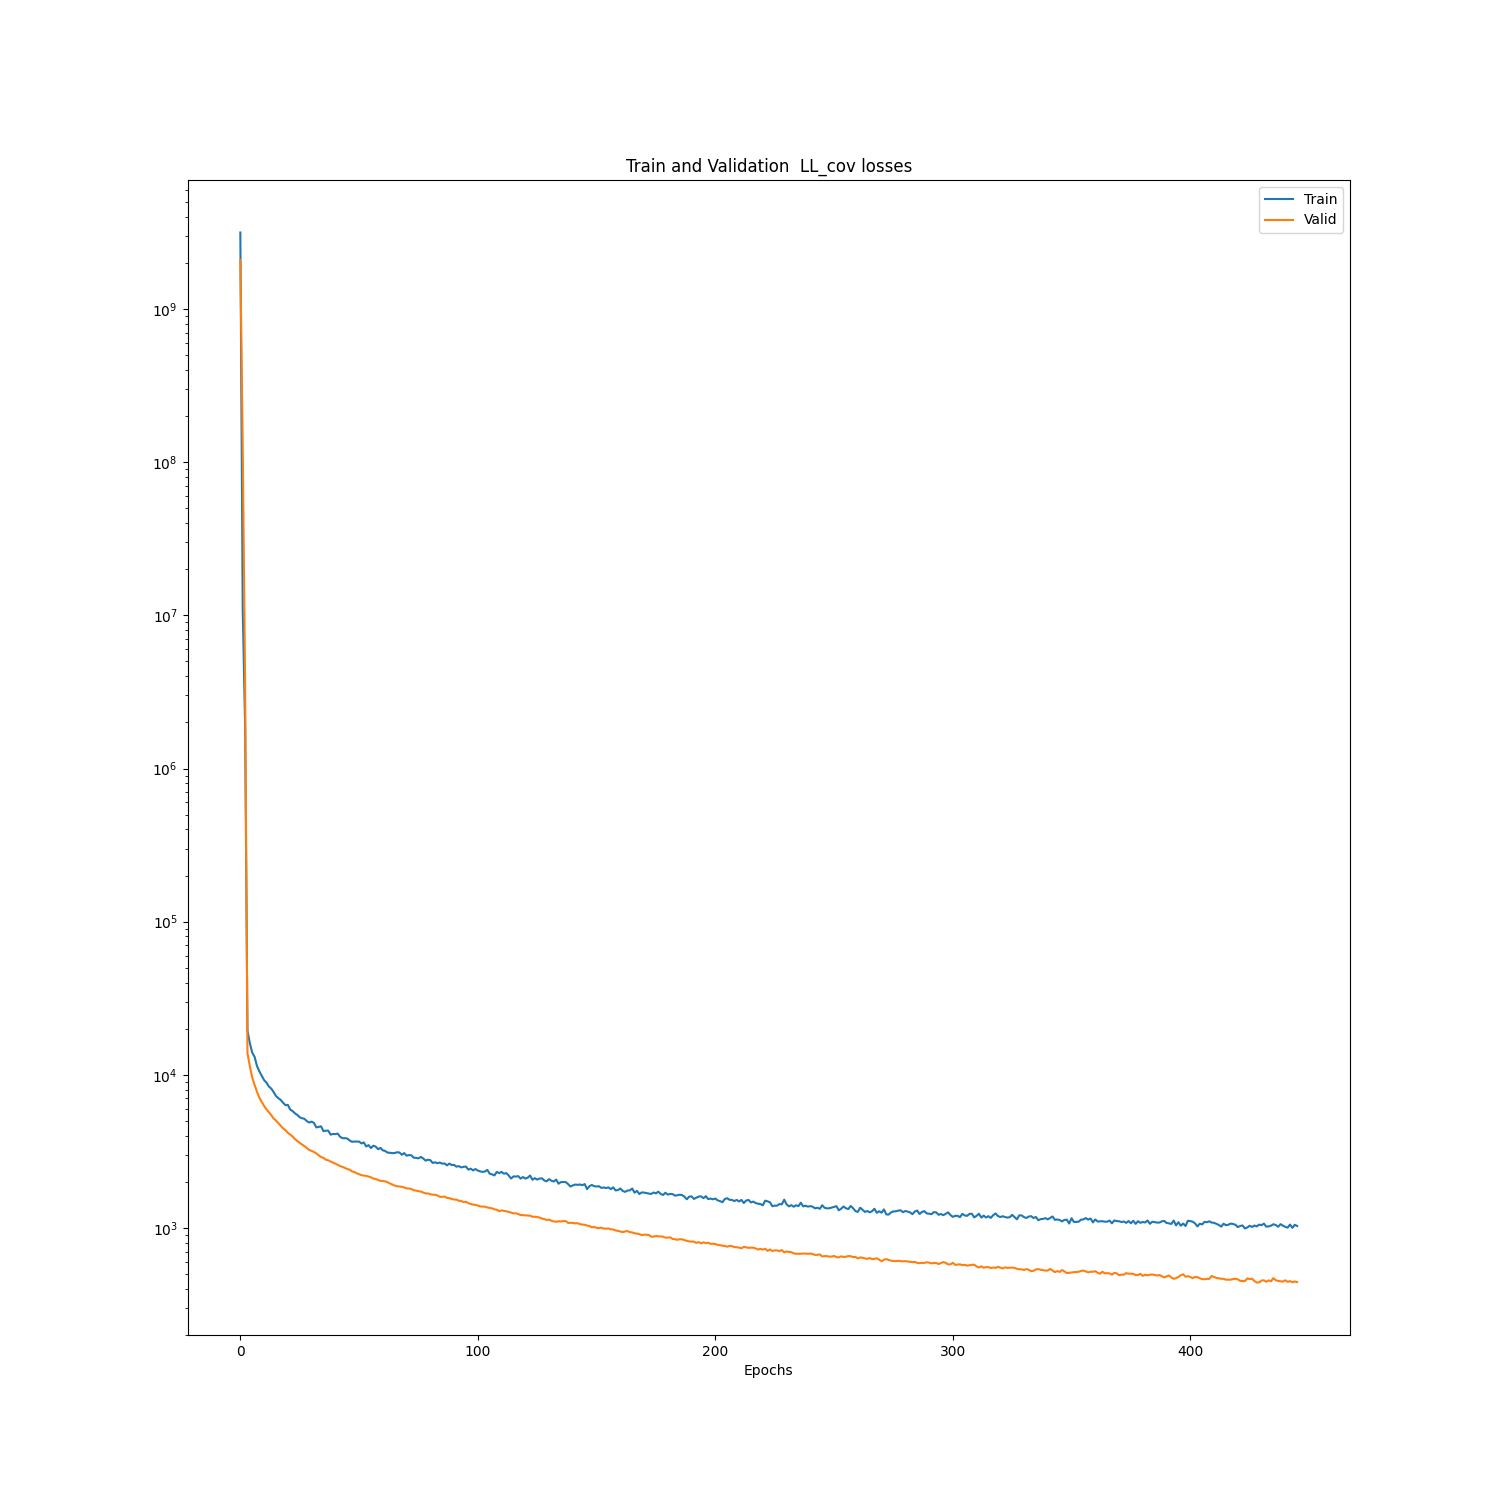 Train and Validation  LL_cov losses
Train
Valid
10⁹
10⁸
10⁷
10⁶
10⁵
10⁴
10³
0 100 200 300 400
Epochs